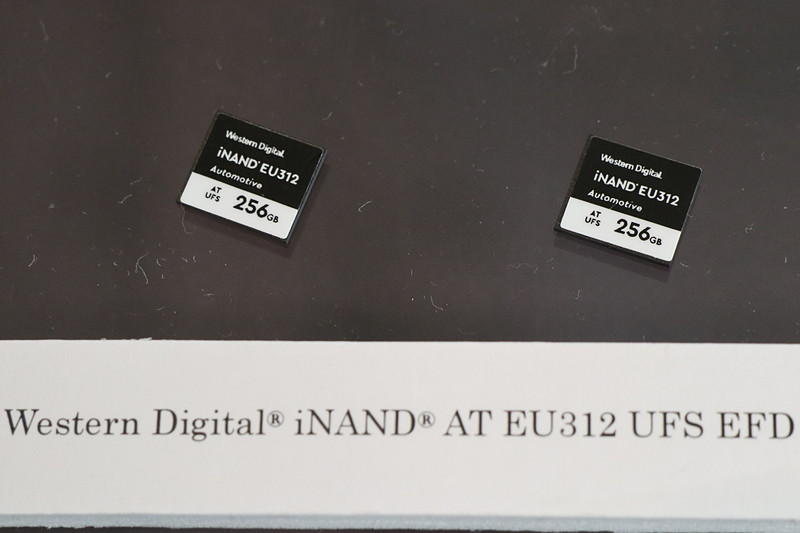 Western Digital.
iNAND® EU312
Automotive
AT
UFS
256GB
Western Digital.
iNAND® EU312
Automotive
AT
UFS
256GB
Western Digital® iNAND® AT EU312 UFS EFD